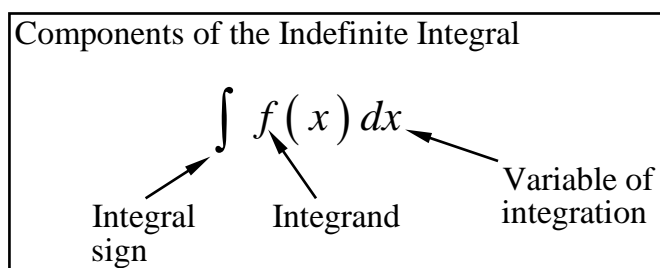 Components of the Indefinite Integral
∫ f ( x ) dx
Integral sign
Integrand
Variable of integration